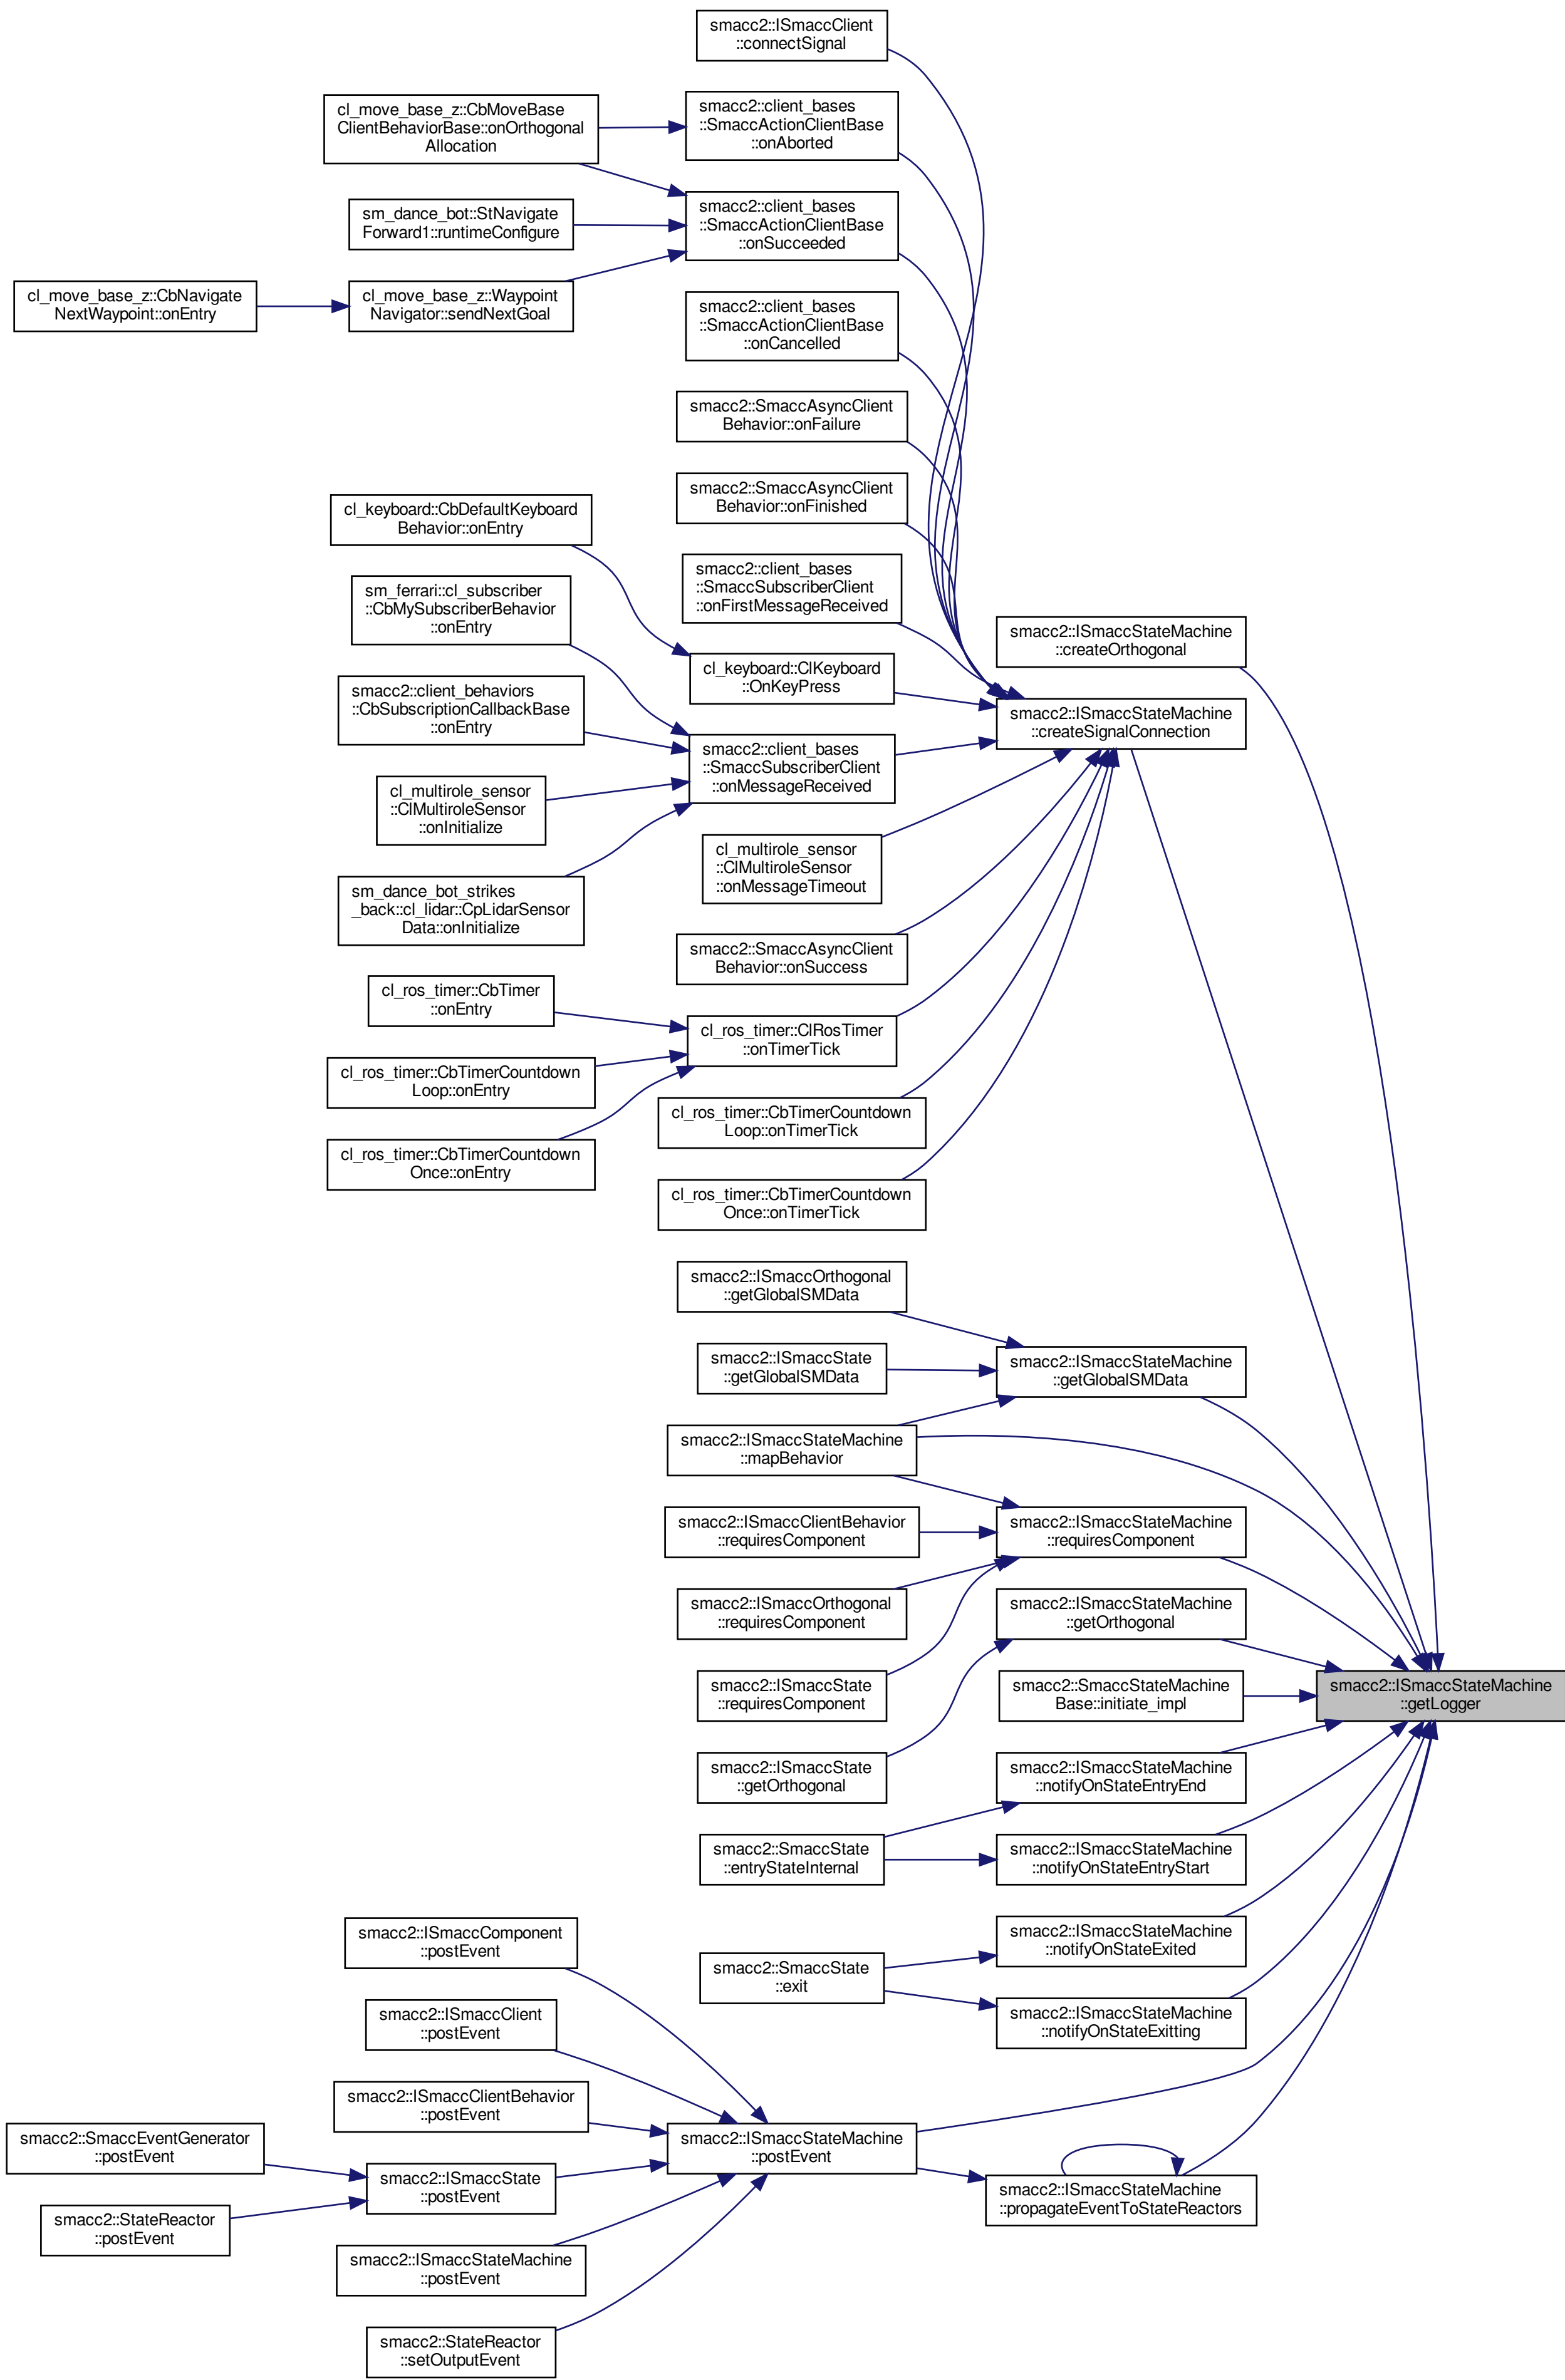 smacc2::ISmaccClient
::connectSignal
cl_move_base_z::CbMoveBase
ClientBehaviorBase::onOrthogonal
Allocation
smacc2::client_bases
::SmaccActionClientBase
::onAborted
smacc2::client_bases
::SmaccActionClientBase
::onSucceeded
sm_dance_bot::StNavigate
Forward1::runtimeConfigure
cl_move_base_z::CbNavigate
NextWaypoint::onEntry
cl_move_base_z::Waypoint
Navigator::sendNextGoal
smacc2::client_bases
::SmaccActionClientBase
::onCancelled
smacc2::SmaccAsyncClient
Behavior::onFailure
smacc2::SmaccAsyncClient
Behavior::onFinished
cl_keyboard::CbDefaultKeyboard
Behavior::onEntry
smacc2::client_bases
::SmaccSubscriberClient
::onFirstMessageReceived
sm_ferrari::cl_subscriber
::CbMySubscriberBehavior
::onEntry
smacc2::ISmaccStateMachine
::createOrthogonal
cl_keyboard::ClKeyboard
::OnKeyPress
smacc2::client_behaviors
::CbSubscriptionCallbackBase
::onEntry
smacc2::ISmaccStateMachine
::createSignalConnection
smacc2::client_bases
::SmaccSubscriberClient
::onMessageReceived
cl_multirole_sensor
::ClMultiroleSensor
::onInitialize
cl_multirole_sensor
::ClMultiroleSensor
::onMessageTimeout
sm_dance_bot_strikes
_back::cl_lidar::CpLidarSensor
Data::onInitialize
smacc2::SmaccAsyncClient
Behavior::onSuccess
cl_ros_timer::CbTimer
::onEntry
cl_ros_timer::ClRosTimer
::onTimerTick
cl_ros_timer::CbTimerCountdown
Loop::onEntry
cl_ros_timer::CbTimerCountdown
Loop::onTimerTick
cl_ros_timer::CbTimerCountdown
Once::onEntry
cl_ros_timer::CbTimerCountdown
Once::onTimerTick
smacc2::ISmaccOrthogonal
::getGlobalSMData
smacc2::ISmaccState
::getGlobalSMData
smacc2::ISmaccStateMachine
::getGlobalSMData
smacc2::ISmaccStateMachine
::mapBehavior
smacc2::ISmaccClientBehavior
::requiresComponent
smacc2::ISmaccStateMachine
::requiresComponent
smacc2::ISmaccOrthogonal
::requiresComponent
smacc2::ISmaccStateMachine
::getOrthogonal
smacc2::ISmaccState
::requiresComponent
smacc2::SmaccStateMachine
Base::initiate_impl
smacc2::ISmaccStateMachine
::getLogger
smacc2::ISmaccState
::getOrthogonal
smacc2::ISmaccStateMachine
::notifyOnStateEntryEnd
smacc2::SmaccState
::entryStateInternal
smacc2::ISmaccStateMachine
::notifyOnStateEntryStart
smacc2::ISmaccComponent
::postEvent
smacc2::ISmaccStateMachine
::notifyOnStateExited
smacc2::SmaccState
::exit
smacc2::ISmaccClient
::postEvent
smacc2::ISmaccStateMachine
::notifyOnStateExitting
smacc2::ISmaccClientBehavior
::postEvent
smacc2::SmaccEventGenerator
::postEvent
smacc2::ISmaccStateMachine
::postEvent
smacc2::ISmaccState
::postEvent
smacc2::ISmaccStateMachine
::propagateEventToStateReactors
smacc2::StateReactor
::postEvent
smacc2::ISmaccStateMachine
::postEvent
smacc2::StateReactor
::setOutputEvent